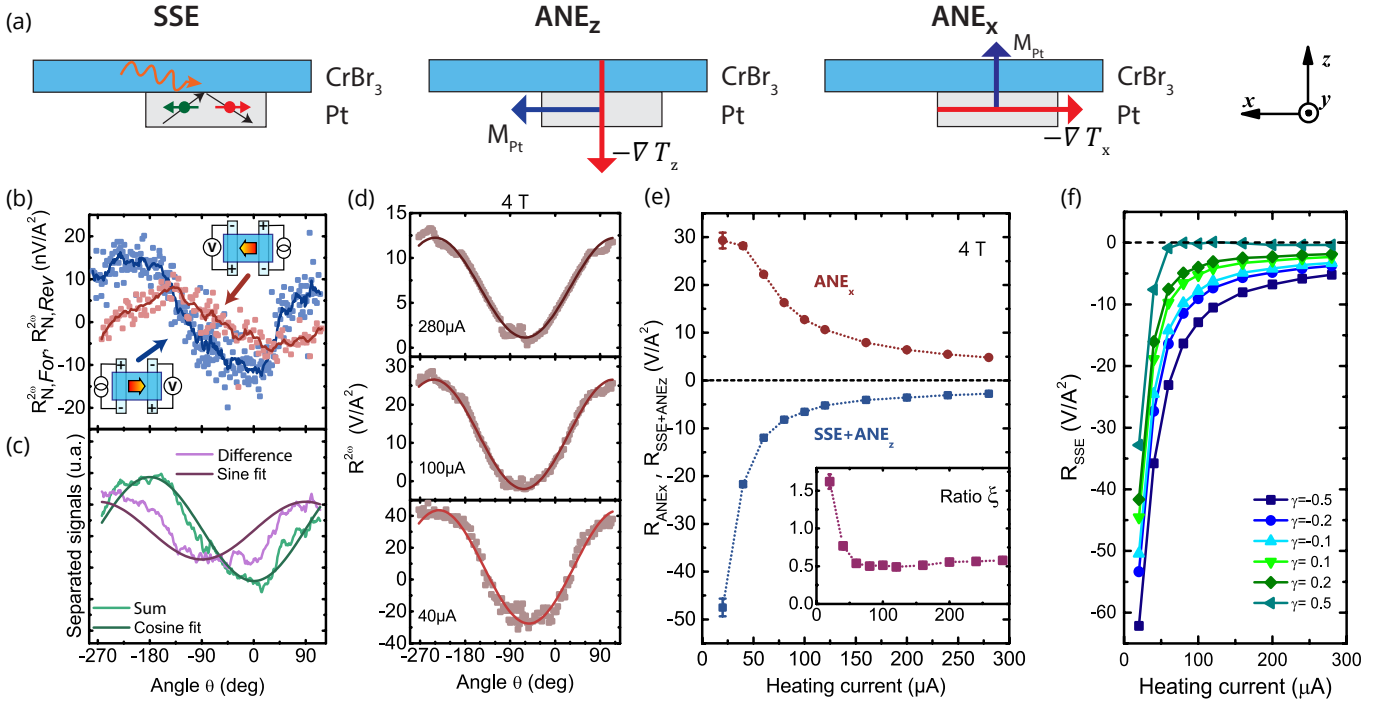 (a)
SSE
ANEz
ANEx
CrBr3
Pt
MPt
−∇ Tz
CrBr3
Pt
MPt
−∇ Tx
CrBr3
Pt
z
x
y
(b)
R2ω N,For R2ω N,Rev (nV/A2)
20
10
0
-10
-20
V
-
-
+
-
+
+
-
+
V
(c)
Separated signals (u.a.)
Difference
Sine fit
Sum
Cosine fit
-270 -180 -90 0 90
Angle θ (deg)
(d)
4 T
R2ω (V/A2)
15
10
5
0
280μA
30
20
10
0
100μA
40
20
0
-20
-40
40μA
-270 -180 -90 0 90
Angle θ (deg)
(e)
RANEx , RSSE+ANEz (V/A2)
4 T
ANEx
SSE+ANEz
30
20
10
0
-10
-20
-30
-40
-50
Ratio ξ
1.5
1.0
0.5
0.0
0 100 200
0 50 100 150 200 250 300
Heating current (μA)
(f)
RSSE (V/A2)
0
-10
-20
-30
-40
-50
-60
γ=-0.5
γ=-0.2
γ=-0.1
γ= 0.1
γ= 0.2
γ= 0.5
0 100 200 300
Heating current (μA)